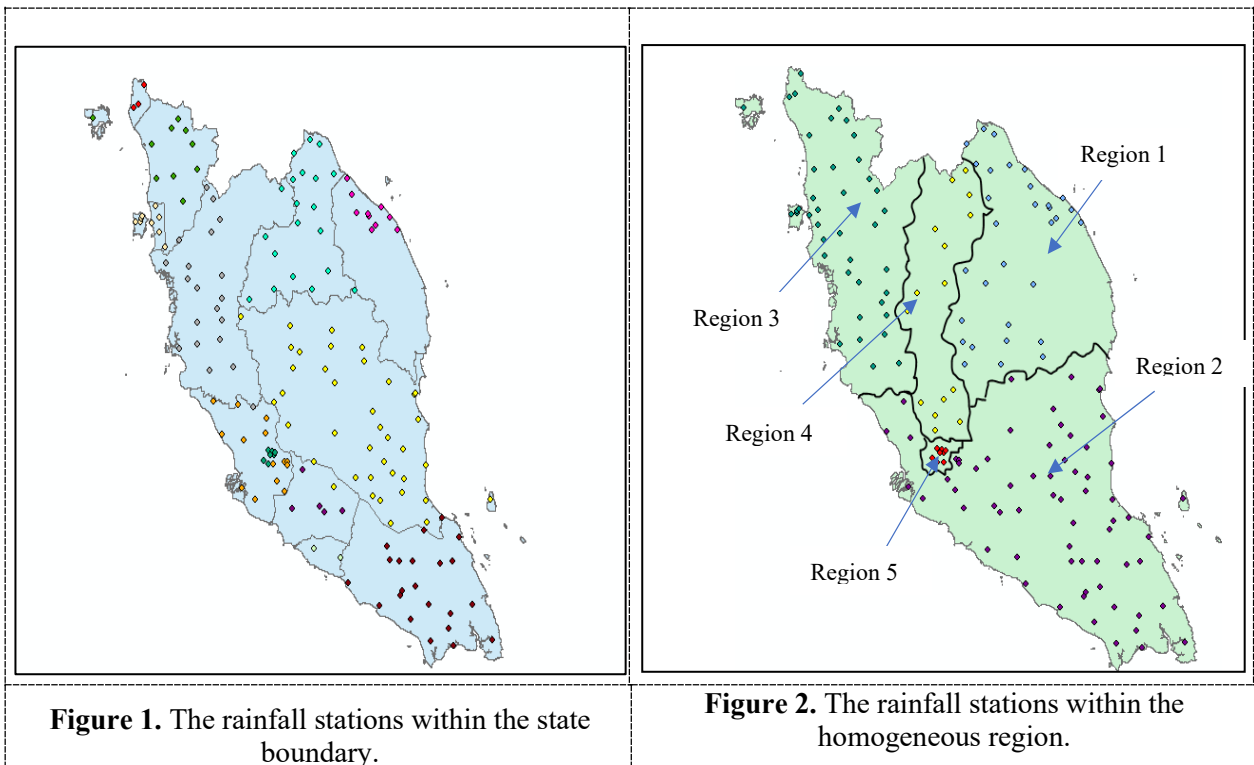 Region 1
Region 3
Region 2
Region 4
Region 5
Figure 1. The rainfall stations within the state
boundary.
Figure 2. The rainfall stations within the
homogeneous region.